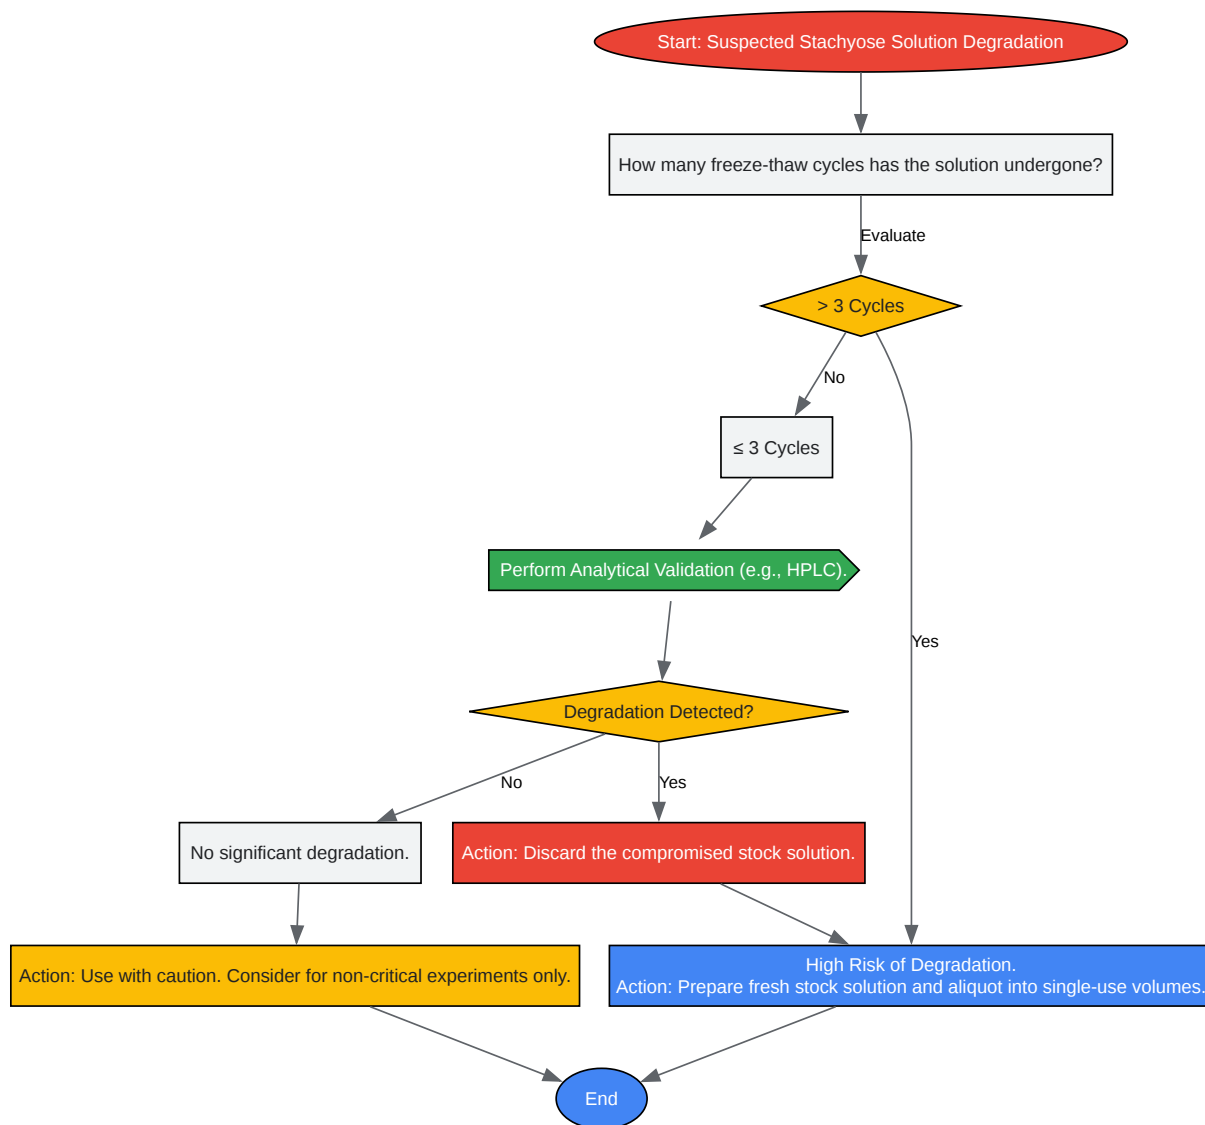 Start: Suspected Stachyose Solution Degradation
How many freeze-thaw cycles has the solution undergone?
Evaluate
> 3 Cycles
No
≤ 3 Cycles
Perform Analytical Validation (e.g., HPLC).
Yes
Degradation Detected?
No
Yes
No significant degradation.
Action: Discard the compromised stock solution.
Action: Use with caution. Consider for non-critical experiments only.
High Risk of Degradation.
Action: Prepare fresh stock solution and aliquot into single-use volumes.
End